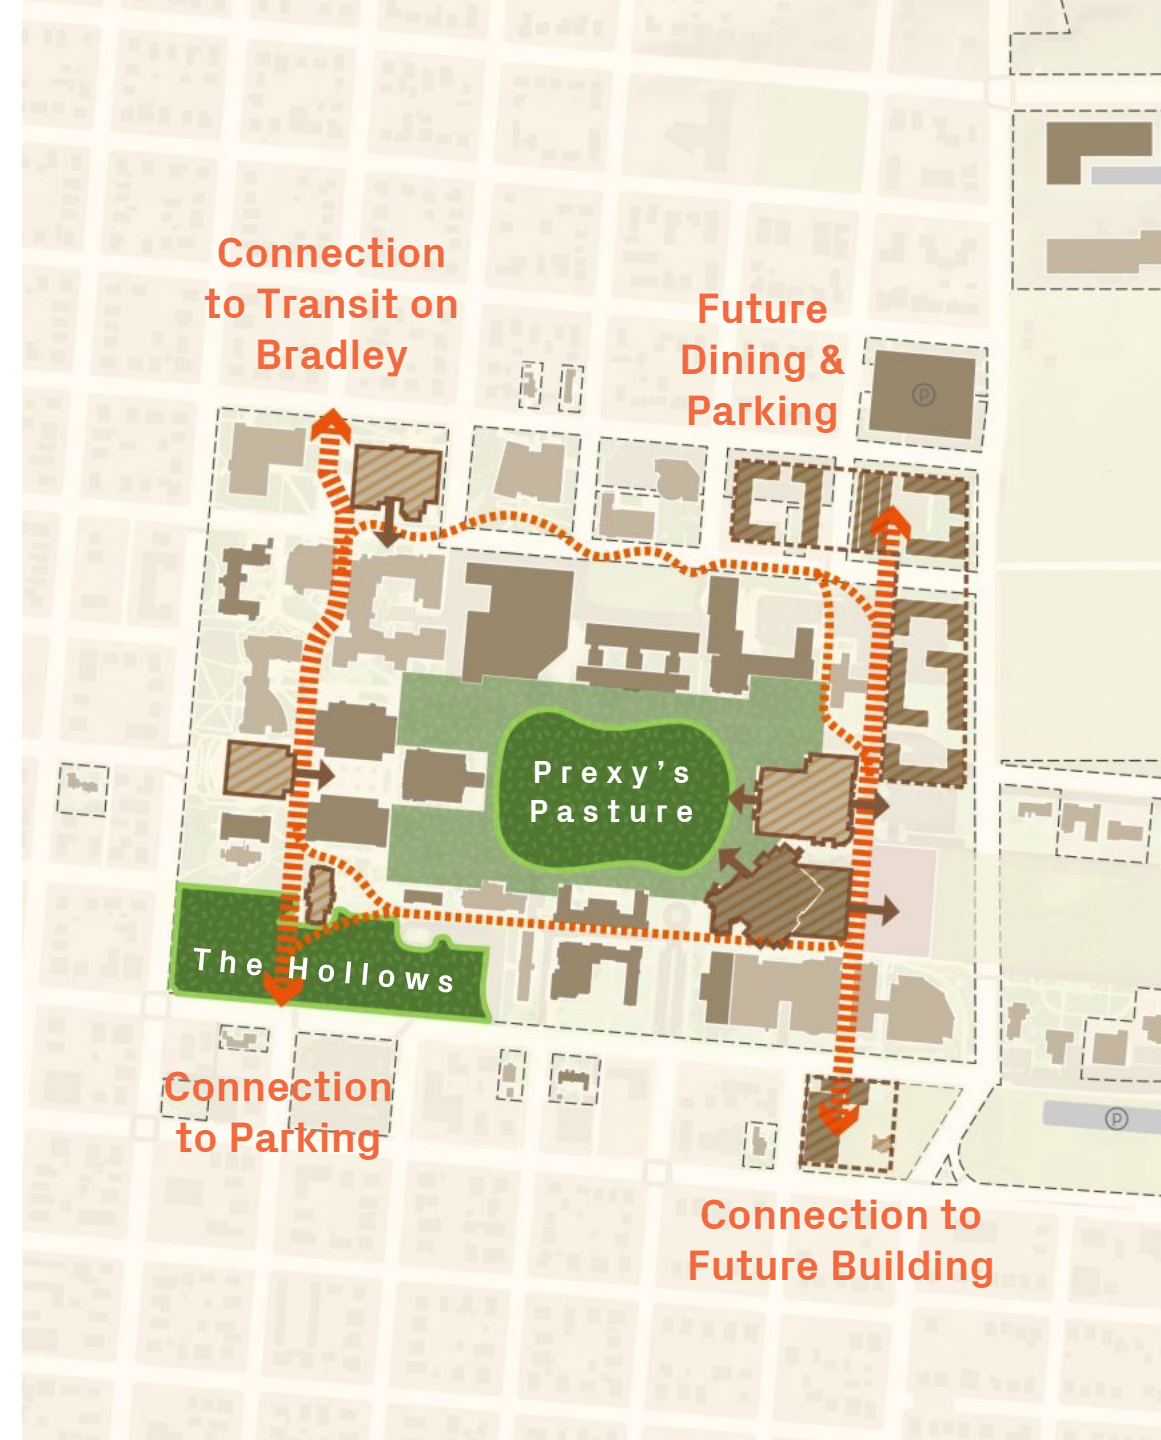 Connection
to Transit on
Bradley
Future
Dining &
Parking
P
Prexy's
Pasture
The Hollows
Connection
to Parking
P
Connection to
Future Building